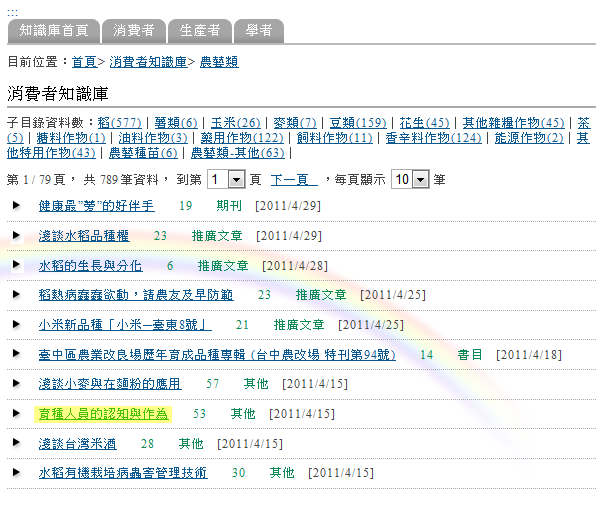 :::
知識庫首頁 消費者 生產者 學者
目前位置：首頁> 消費者知識庫> 農藝類
消費者知識庫
子目錄資料數：稻(577) | 薯類(6) | 玉米(26) | 麥類(7) | 豆類(159) | 花生(45) | 其他雜糧作物(45) | 茶
(5) | 糖料作物(1) | 油料作物(3) | 藥用作物(122) | 飼料作物(11) | 香辛料作物(124) | 能源作物(2) | 其
他特用作物(43) | 農藝種苗(6) | 農藝類-其他(63) |
第 1 / 79 頁， 共 789 筆資料， 到第 1 頁 下一頁 ，每頁顯示 10 筆
健康最"蕎"的好伴手 19 期刊 [2011/4/29]
淺談水稻品種權 23 推廣文章 [2011/4/29]
水稻的生長與分化 6 推廣文章 [2011/4/28]
稻熱病蠢蠢欲動，請農友及早防範 23 推廣文章 [2011/4/25]
小米新品種「小米─臺東8號」 21 推廣文章 [2011/4/25]
臺中區農業改良場歷年育成品種專輯 (台中農改場 特刊第94號) 14 書目 [2011/4/18]
淺談小麥與在麵粉的應用 57 其他 [2011/4/15]
育種人員的認知與作為 53 其他 [2011/4/15]
淺談台灣米酒 28 其他 [2011/4/15]
水稻有機栽培病蟲害管理技術 30 其他 [2011/4/15]